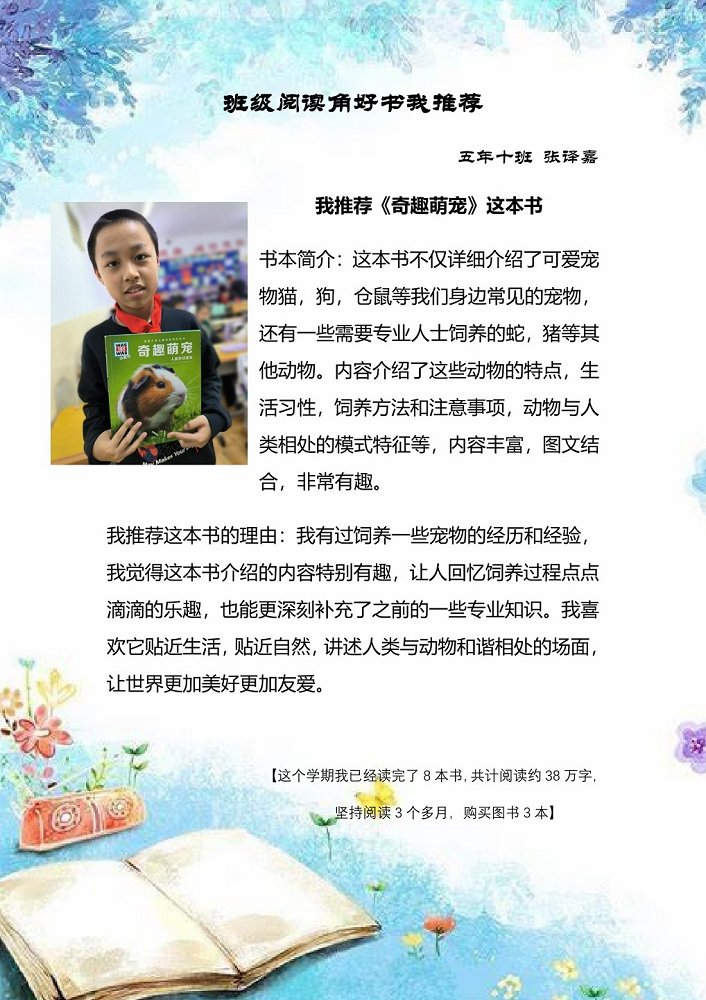 班级阅读角好书我推荐
五年十班 张译嘉
我推荐《奇趣萌宠》这本书
书本简介：这本书不仅详细介绍了可爱宠
物猫，狗，仓鼠等我们身边常见的宠物，
还有一些需要专业人士饲养的蛇，猪等其
他动物。内容介绍了这些动物的特点，生
活习性，饲养方法和注意事项，动物与人
类相处的模式特征等，内容丰富，图文结
合，非常有趣。
WAS IST WAS
奇趣萌宠
我推荐这本书的理由：我有过饲养一些宠物的经历和经验，
我觉得这本书介绍的内容特别有趣，让人回忆饲养过程点点
滴滴的乐趣，也能更深刻补充了之前的一些专业知识。我喜
欢它贴近生活，贴近自然，讲述人类与动物和谐相处的场面，
让世界更加美好更加友爱。
【这个学期我已经读完了 8 本书，共计阅读约 38 万字，
坚持阅读 3 个多月，购买图书 3 本】